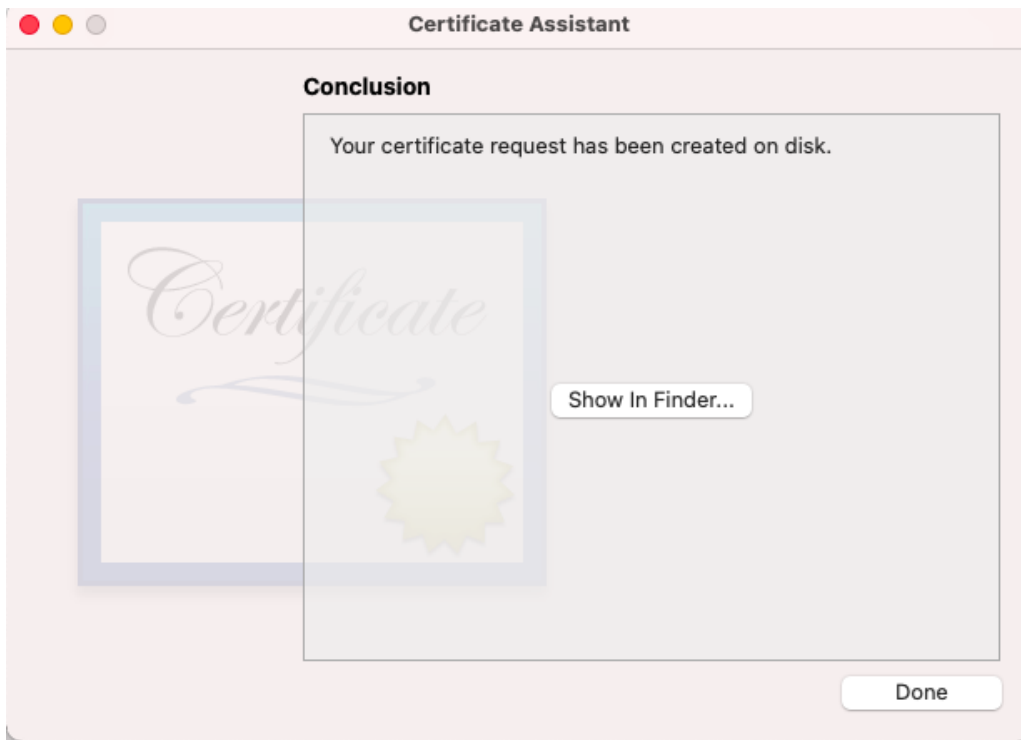 Certificate Assistant
Conclusion
Your certificate request has been created on disk.
Certificate
Show In Finder...
Done